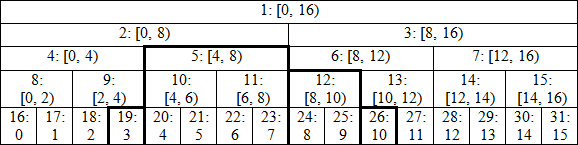 1: [0, 16)
2: [0, 8) 3: [8, 16)
4: [0, 4) 5: [4, 8) 6: [8, 12) 7: [12, 16)
8: 9: 10: 11: 12: 13: 14: 15:
[0, 2) [2, 4) [4, 6) [6, 8) [8, 10) [10, 12) [12, 14) [14, 16)
16: 17: 18: 19: 20: 21: 22: 23: 24: 25: 26: 27: 28: 29: 30: 31:
0 1 2 3 4 5 6 7 8 9 10 11 12 13 14 15